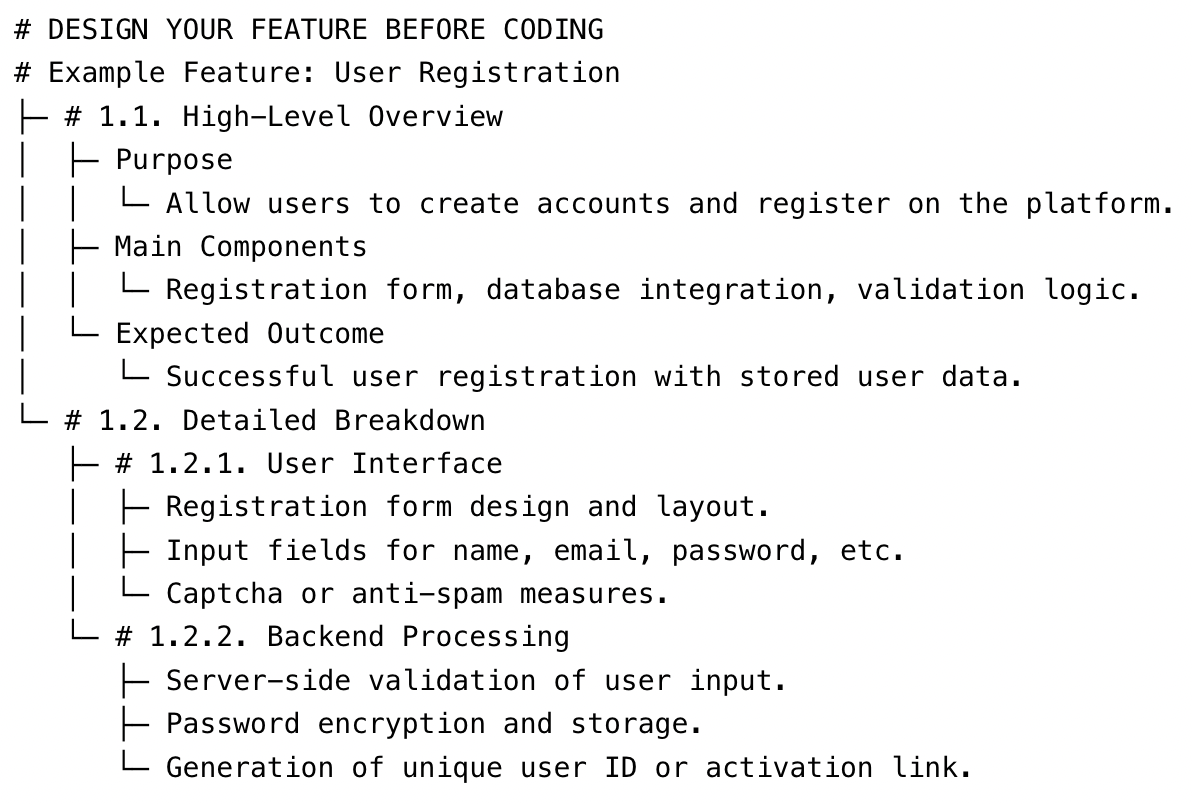 # DESIGN YOUR FEATURE BEFORE CODING
# Example Feature: User Registration
├─ # 1.1. High-Level Overview
│  ├─ Purpose
│  │  └─ Allow users to create accounts and register on the platform.
│  ├─ Main Components
│  │  └─ Registration form, database integration, validation logic.
│  └─ Expected Outcome
│     └─ Successful user registration with stored user data.
└─ # 1.2. Detailed Breakdown
   ├─ # 1.2.1. User Interface
   │  ├─ Registration form design and layout.
   │  ├─ Input fields for name, email, password, etc.
   │  └─ Captcha or anti-spam measures.
   └─ # 1.2.2. Backend Processing
      ├─ Server-side validation of user input.
      ├─ Password encryption and storage.
      └─ Generation of unique user ID or activation link.